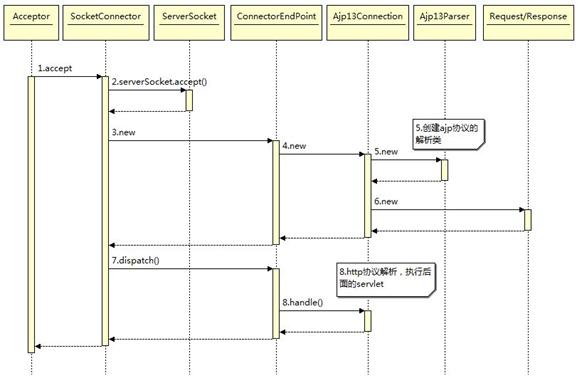 Acceptor
SocketConnector
ServerSocket
ConnectorEndPoint
Ajp13Connection
Ajp13Parser
Request/Response
1.accept
2.serverSocket.accept()
3.new
4.new
5.创建ajp协议的
解析类
5.new
6.new
7.dispatch()
8.http协议解析，执行后
面的servlet
8.handle()